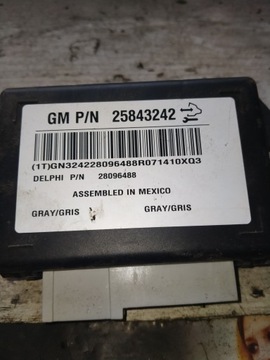 GM P/N 25843242
(1T)GN324228096488R071410XQ3
DELPHI P/N 28096488
ASSEMBLED IN MEXICO
GRAY/GRIS GRAY/GRIS